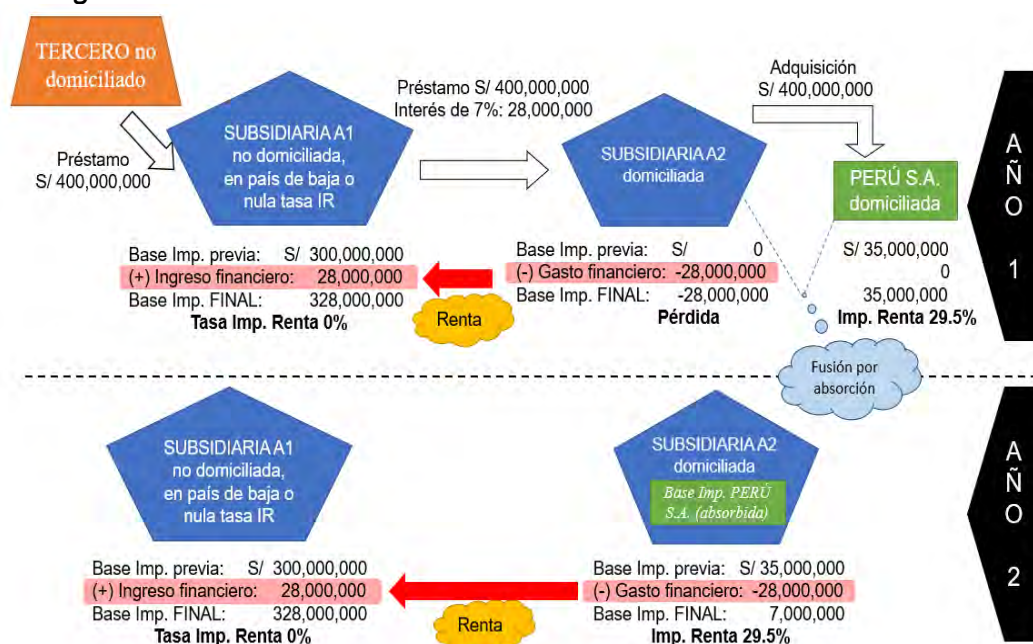 TERCERO no
domiciliado
Préstamo
S/ 400,000,000
SUBSIDIARIA A1
no domiciliada,
en país de baja o
nula tasa IR
Préstamo S/ 400,000,000
Interés de 7%: 28,000,000
SUBSIDIARIA A2
domiciliada
Adquisición
S/ 400,000,000
PERÚ S.A.
domiciliada
AÑO 1
Base Imp. previa: S/ 300,000,000
(+) Ingreso financiero: 28,000,000
Base Imp. FINAL: 328,000,000
Tasa Imp. Renta 0%
Renta
Base Imp. previa: S/ 0
(-) Gasto financiero: -28,000,000
Base Imp. FINAL: -28,000,000
Pérdida
S/ 35,000,000
0
35,000,000
Imp. Renta 29.5%
Fusión por
absorción
SUBSIDIARIA A1
no domiciliada,
en país de baja o
nula tasa IR
SUBSIDIARIA A2
domiciliada
Base Imp. PERÚ
S.A. (absorbida)
AÑO 2
Base Imp. previa: S/ 300,000,000
(+) Ingreso financiero: 28,000,000
Base Imp. FINAL: 328,000,000
Tasa Imp. Renta 0%
Renta
Base Imp. previa: S/ 35,000,000
(-) Gasto financiero: -28,000,000
Base Imp. FINAL: 7,000,000
Imp. Renta 29.5%